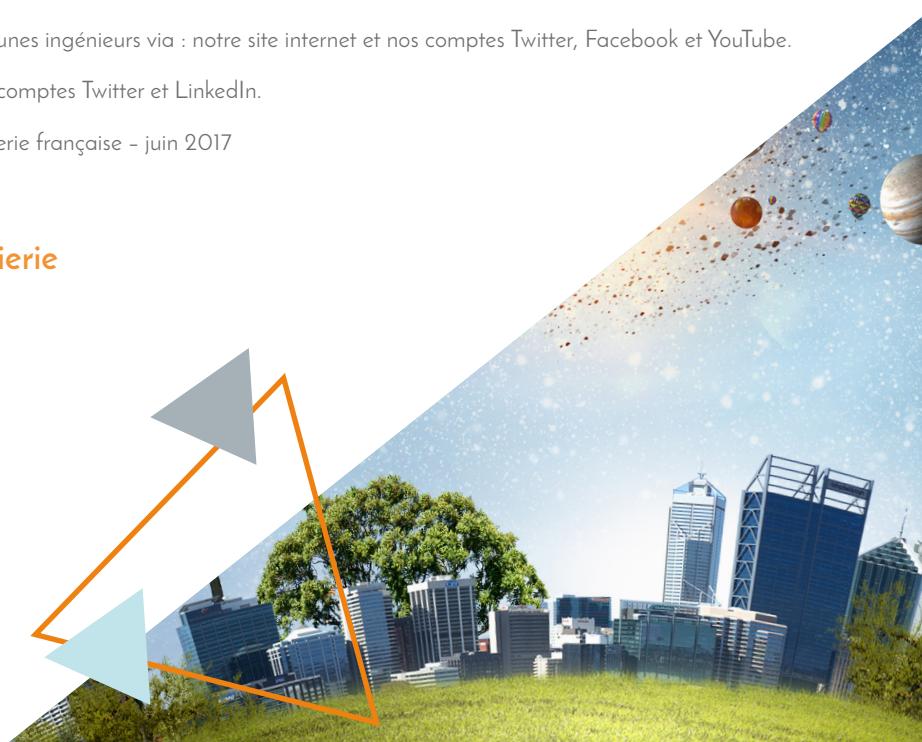 unes ingénieurs via : notre site internet et nos comptes Twitter, Facebook et YouTube.
comptes Twitter et LinkedIn.
erie française – juin 2017
ierie